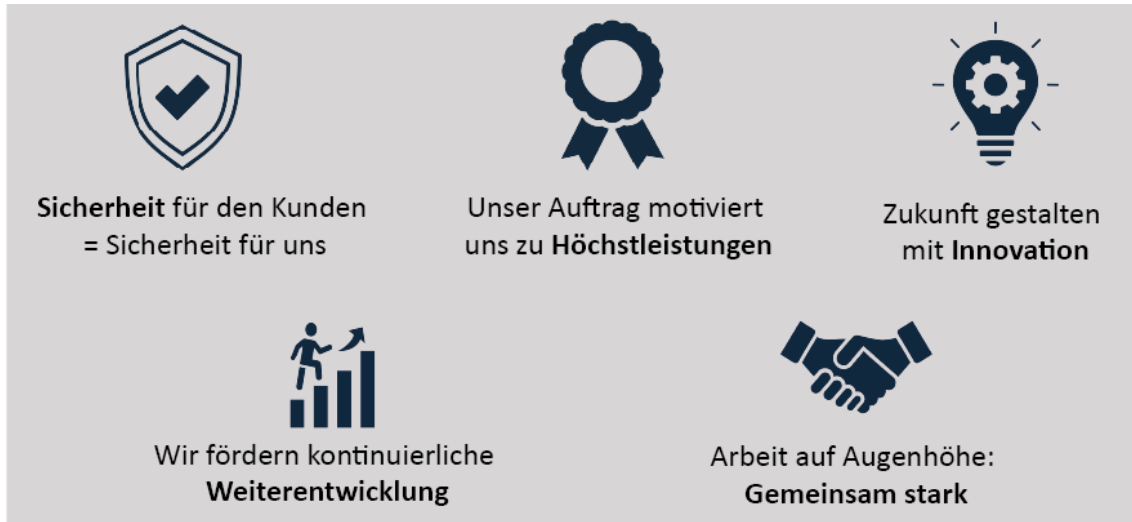 Sicherheit für den Kunden
= Sicherheit für uns
Unser Auftrag motiviert
uns zu Höchstleistungen
Zukunft gestalten
mit Innovation
Wir fördern kontinuierliche
Weiterentwicklung
Arbeit auf Augenhöhe:
Gemeinsam stark